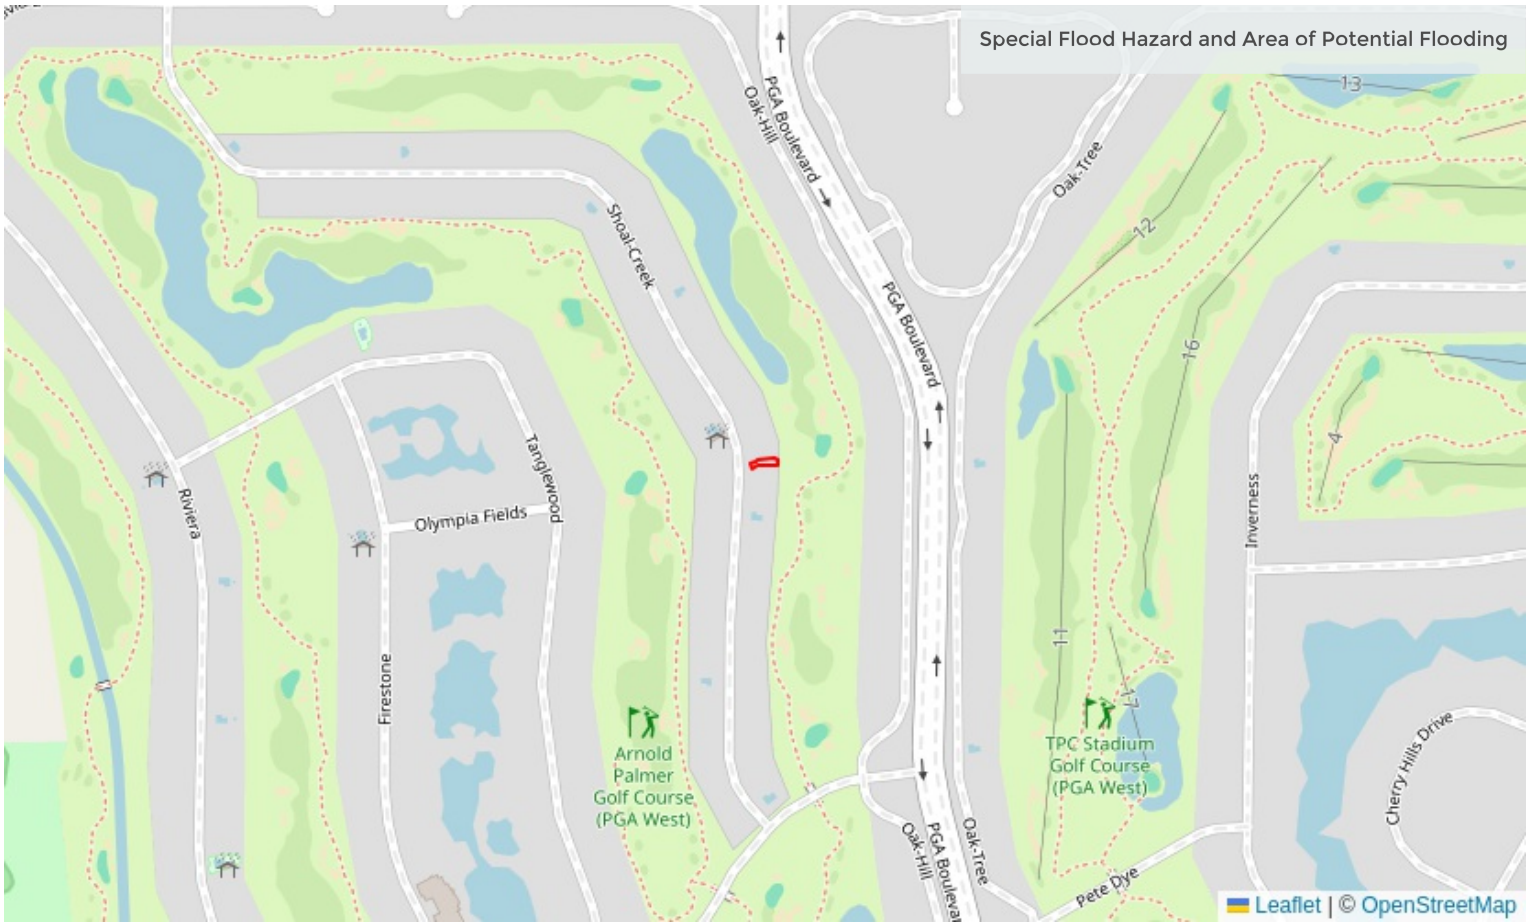 Special Flood Hazard and Area of Potential Flooding
13
PGA Boulevard
Oak-Hill
Oak-Tree
12
Shoal-Creek
PGA Boulevard
16
4
Tanglewood
Riviera
Olympia Fields
Inverness
11
Firestone
17
Arnold
Palmer
Golf Course
(PGA West)
TPC Stadium
Golf Course
(PGA West)
Cherry Hills Drive
Oak-Hill
PGA Boulevar
Oak-Tree
Pete Dye
Leaflet | © OpenStreetMap